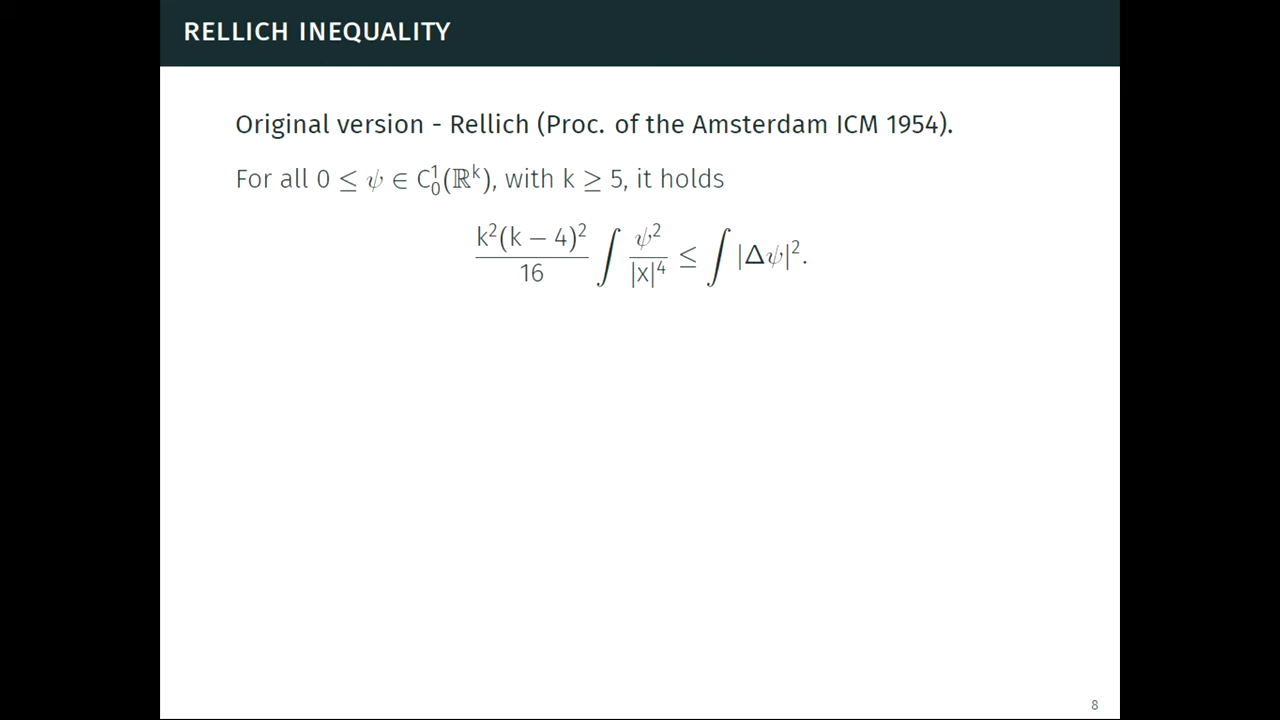 RELLICH INEQUALITY
Original version - Rellich (Proc. of the Amsterdam ICM 1954).
For all 0 ≤ ψ ∈ C₀¹(ℝᵏ), with k ≥ 5, it holds
k²(k − 4)²/16 ∫ ψ²/|x|⁴ ≤ ∫ |Δψ|².
8